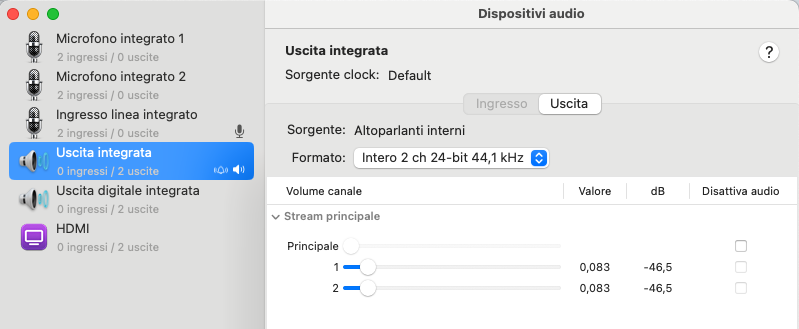 Dispositivi audio
Microfono integrato 1
2 ingressi / 0 uscite
Microfono integrato 2
2 ingressi / 0 uscite
Ingresso linea integrato
2 ingressi / 0 uscite
Uscita integrata
0 ingressi / 2 uscite
Uscita digitale integrata
0 ingressi / 2 uscite
HDMI
0 ingressi / 2 uscite
Uscita integrata
?
Sorgente clock: Default
Ingresso Uscita
Sorgente: Altoparlanti interni
Formato: Intero 2 ch 24-bit 44,1 kHz
Volume canale Valore dB Disattiva audio
Stream principale
Principale
1 0,083 -46,5
2 0,083 -46,5